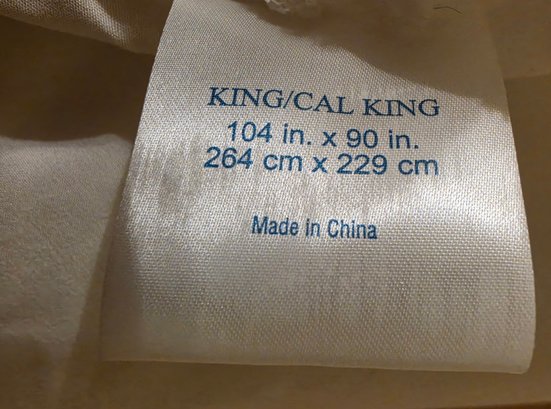 KING/CAL KING
104 in. x 90 in.
264 cm x 229 cm
Made in China